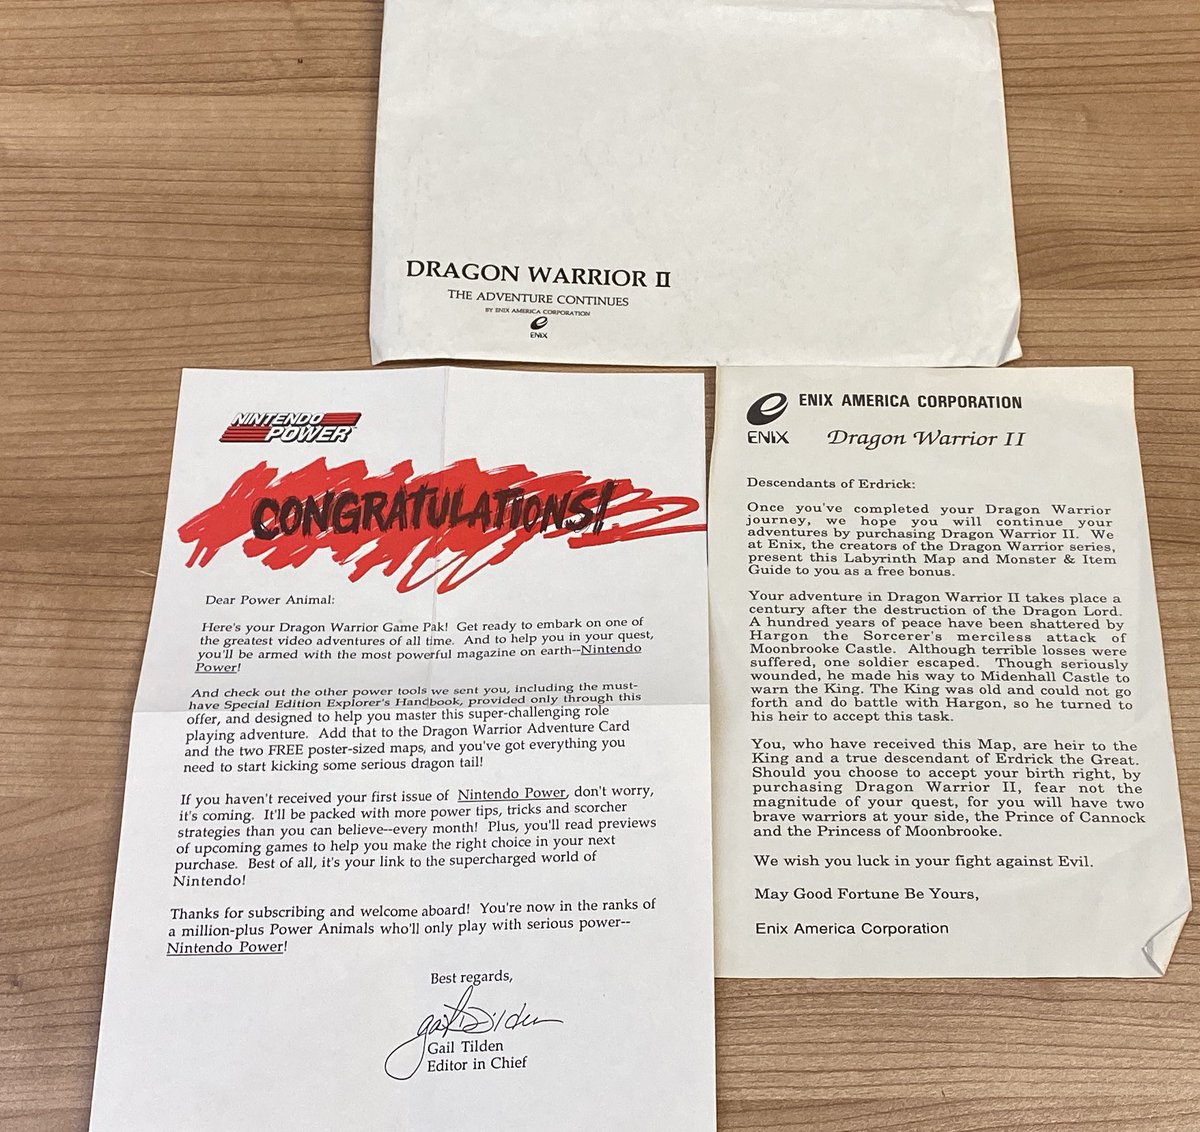 DRAGON WARRIOR II
THE ADVENTURE CONTINUES
BY ENIX AMERICA CORPORATION
ENIX
NINTENDO
POWER
CONGRATULATIONS!
Dear Power Animal:
Here's your Dragon Warrior Game Pak! Get ready to embark on one of
the greatest video adventures of all time. And to help you in your quest,
you'll be armed with the most powerful magazine on earth--Nintendo
Power!
And check out the other power tools we sent you, including the must-
have Special Edition Explorer's Handbook, provided only through this
offer, and designed to help you master this super-challenging role
playing adventure. Add that to the Dragon Warrior Adventure Card
and the two FREE poster-sized maps, and you've got everything you
need to start kicking some serious dragon tail!
If you haven't received your first issue of Nintendo Power, don't worry,
it's coming. It'll be packed with more power tips, tricks and scorcher
strategies than you can believe--every month! Plus, you'll read previews
of upcoming games to help you make the right choice in your next
purchase. Best of all, it's your link to the supercharged world of
Nintendo!
Thanks for subscribing and welcome aboard! You're now in the ranks of
a million-plus Power Animals who'll only play with serious power--
Nintendo Power!
Best regards,
Gail Tilden
Gail Tilden
Editor in Chief
ENIX AMERICA CORPORATION
ENIX Dragon Warrior II
Descendants of Erdrick:
Once you've completed your Dragon Warrior
journey, we hope you will continue your
adventures by purchasing Dragon Warrior II. We
at Enix, the creators of the Dragon Warrior series,
present this Labyrinth Map and Monster & Item
Guide to you as a free bonus.
Your adventure in Dragon Warrior II takes place a
century after the destruction of the Dragon Lord.
A hundred years of peace have been shattered by
Hargon the Sorcerer's merciless attack of
Moonbrooke Castle. Although terrible losses were
suffered, one soldier escaped. Though seriously
wounded, he made his way to Midenhall Castle to
warn the King. The King was old and could not go
forth and do battle with Hargon, so he turned to
his heir to accept this task.
You, who have received this Map, are heir to the
King and a true descendant of Erdrick the Great.
Should you choose to accept your birth right, by
purchasing Dragon Warrior II, fear not the
magnitude of your quest, for you will have two
brave warriors at your side, the Prince of Cannock
and the Princess of Moonbrooke.
We wish you luck in your fight against Evil.
May Good Fortune Be Yours,
Enix America Corporation